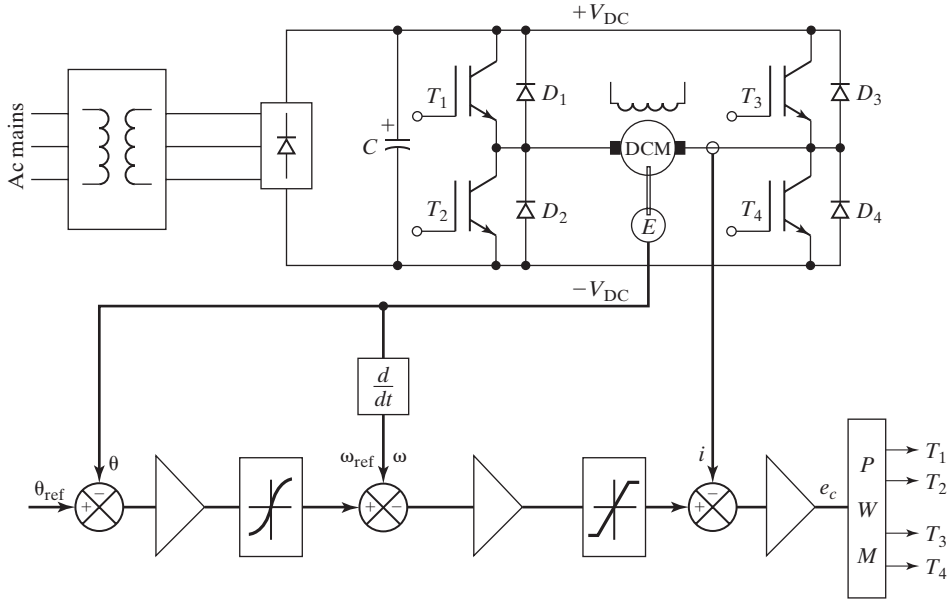 +V_DC
Ac mains
+
C
T_1
D_1
DCM
T_3
D_3
T_2
D_2
E
T_4
D_4
−V_DC
d
dt
θ
ω_ref
ω
i
θ_ref
−
+
+
−
−
+
e_c
P
W
M
T_1
T_2
T_3
T_4